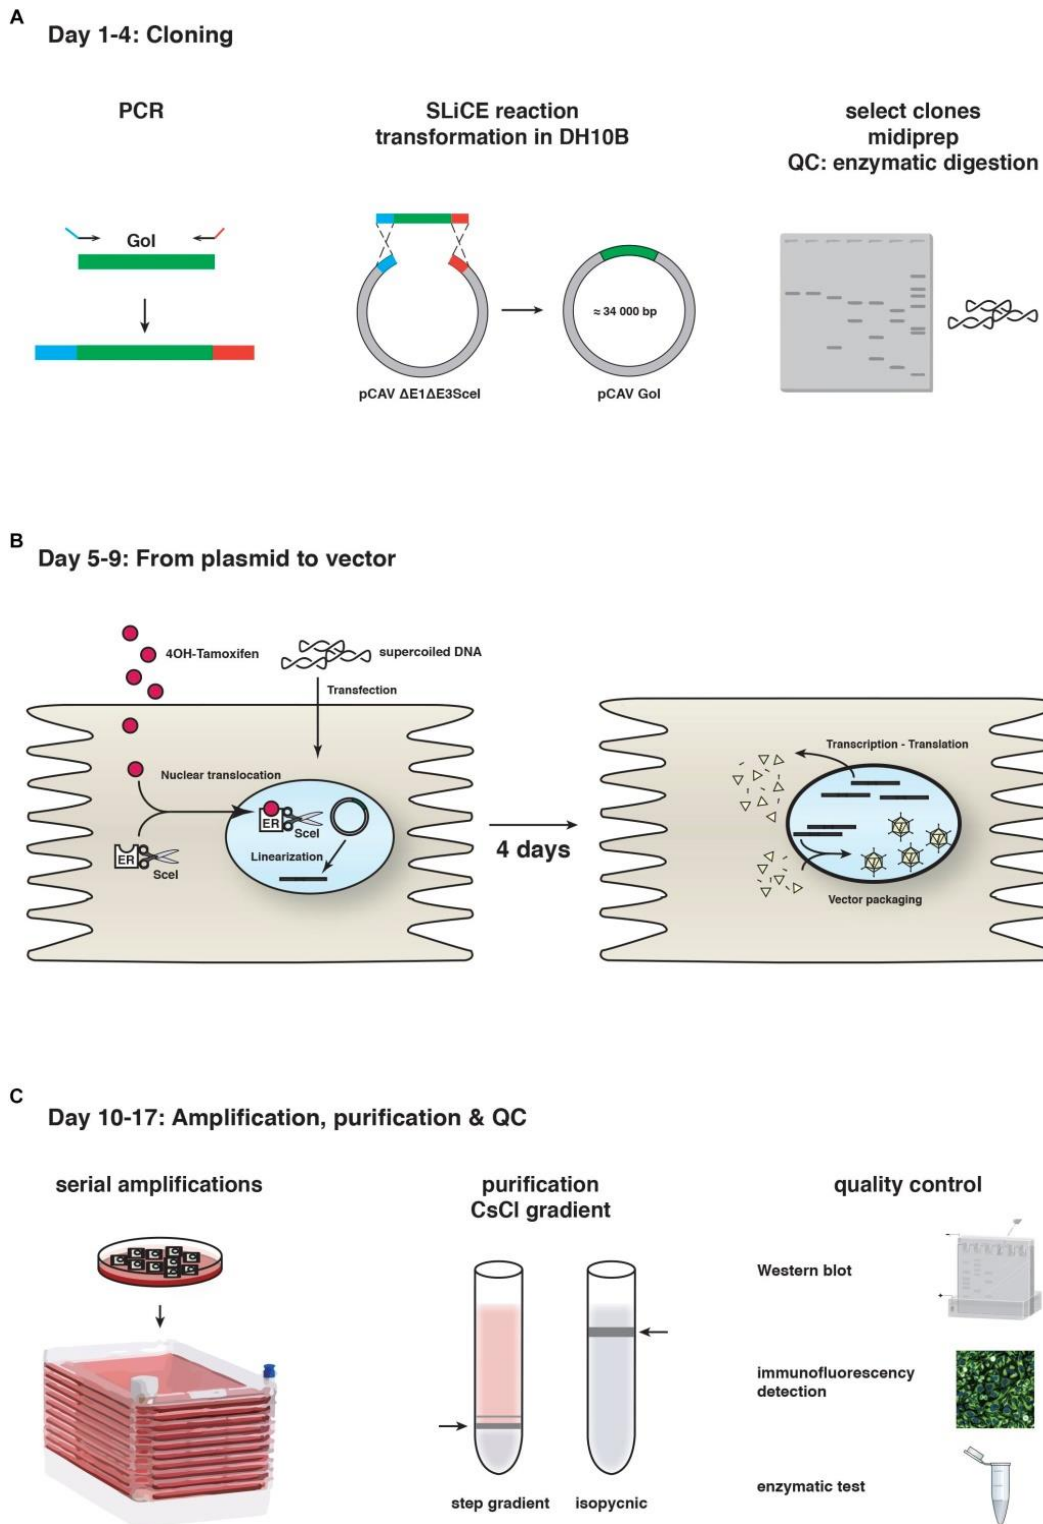 A
Day 1-4: Cloning
PCR
GoI
SLiCE reaction
transformation in DH10B
pCAV ΔE1ΔE3SceI
≈ 34 000 bp
pCAV GoI
select clones
midiprep
QC: enzymatic digestion
B
Day 5-9: From plasmid to vector
4OH-Tamoxifen
supercoiled DNA
Transfection
Nuclear translocation
ER
SceI
Linearization
ER
SceI
4 days
Transcription - Translation
Vector packaging
C
Day 10-17: Amplification, purification & QC
serial amplifications
purification
CsCl gradient
step gradient
isopycnic
quality control
Western blot
immunofluorescency
detection
enzymatic test